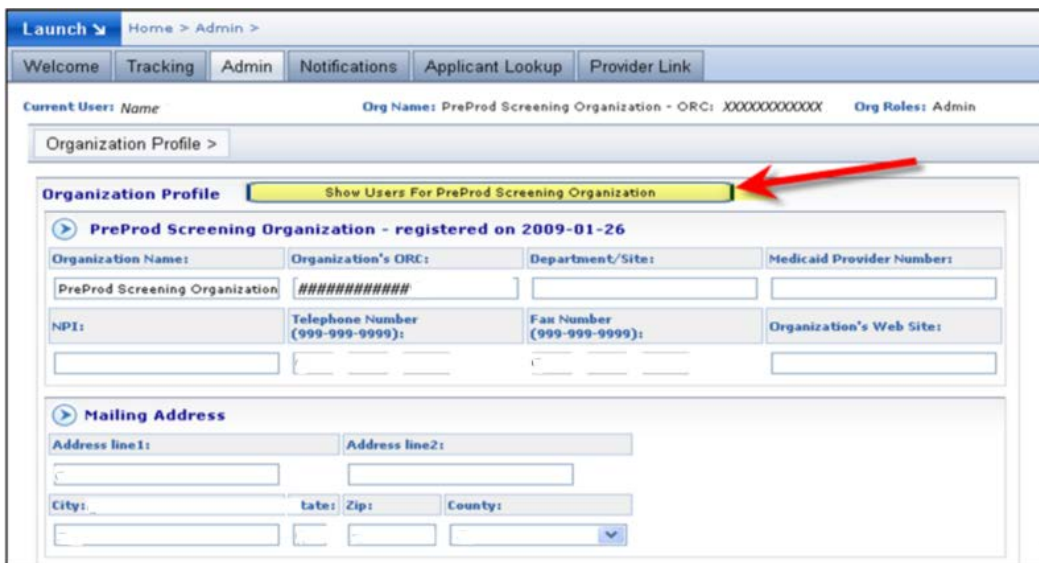 Launch Home > Admin >
Welcome Tracking Admin Notifications Applicant Lookup Provider Link
Current User: Name Org Name: PreProd Screening Organization - ORC: XXXXXXXXXXXX Org Roles: Admin
Organization Profile >
Organization Profile Show Users For PreProd Screening Organization
PreProd Screening Organization - registered on 2009-01-26
Organization Name: Organization's ORC: Department/Site: Medicaid Provider Number:
PreProd Screening Organization ############
NPI: Telephone Number (999-999-9999): Fax Number (999-999-9999): Organization's Web Site:
Mailing Address
Address line1: Address line2:
City: tate: Zip: County: